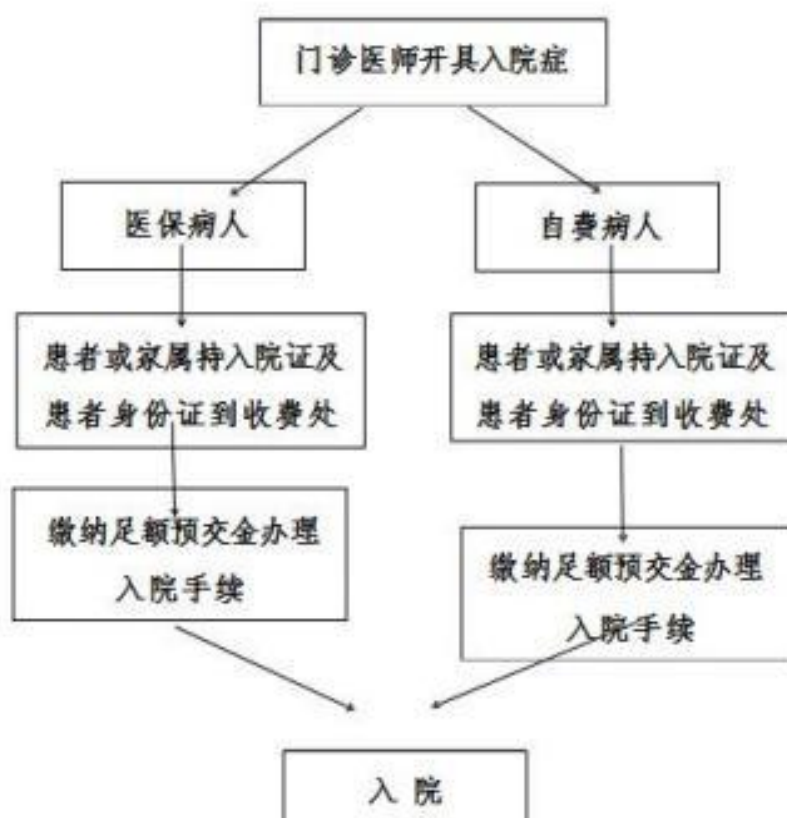 门诊医师开具入院症
医保病人
自费病人
患者或家属持入院证及
患者身份证到收费处
患者或家属持入院证及
患者身份证到收费处
缴纳足额预交金办理
入院手续
缴纳足额预交金办理
入院手续
入 院